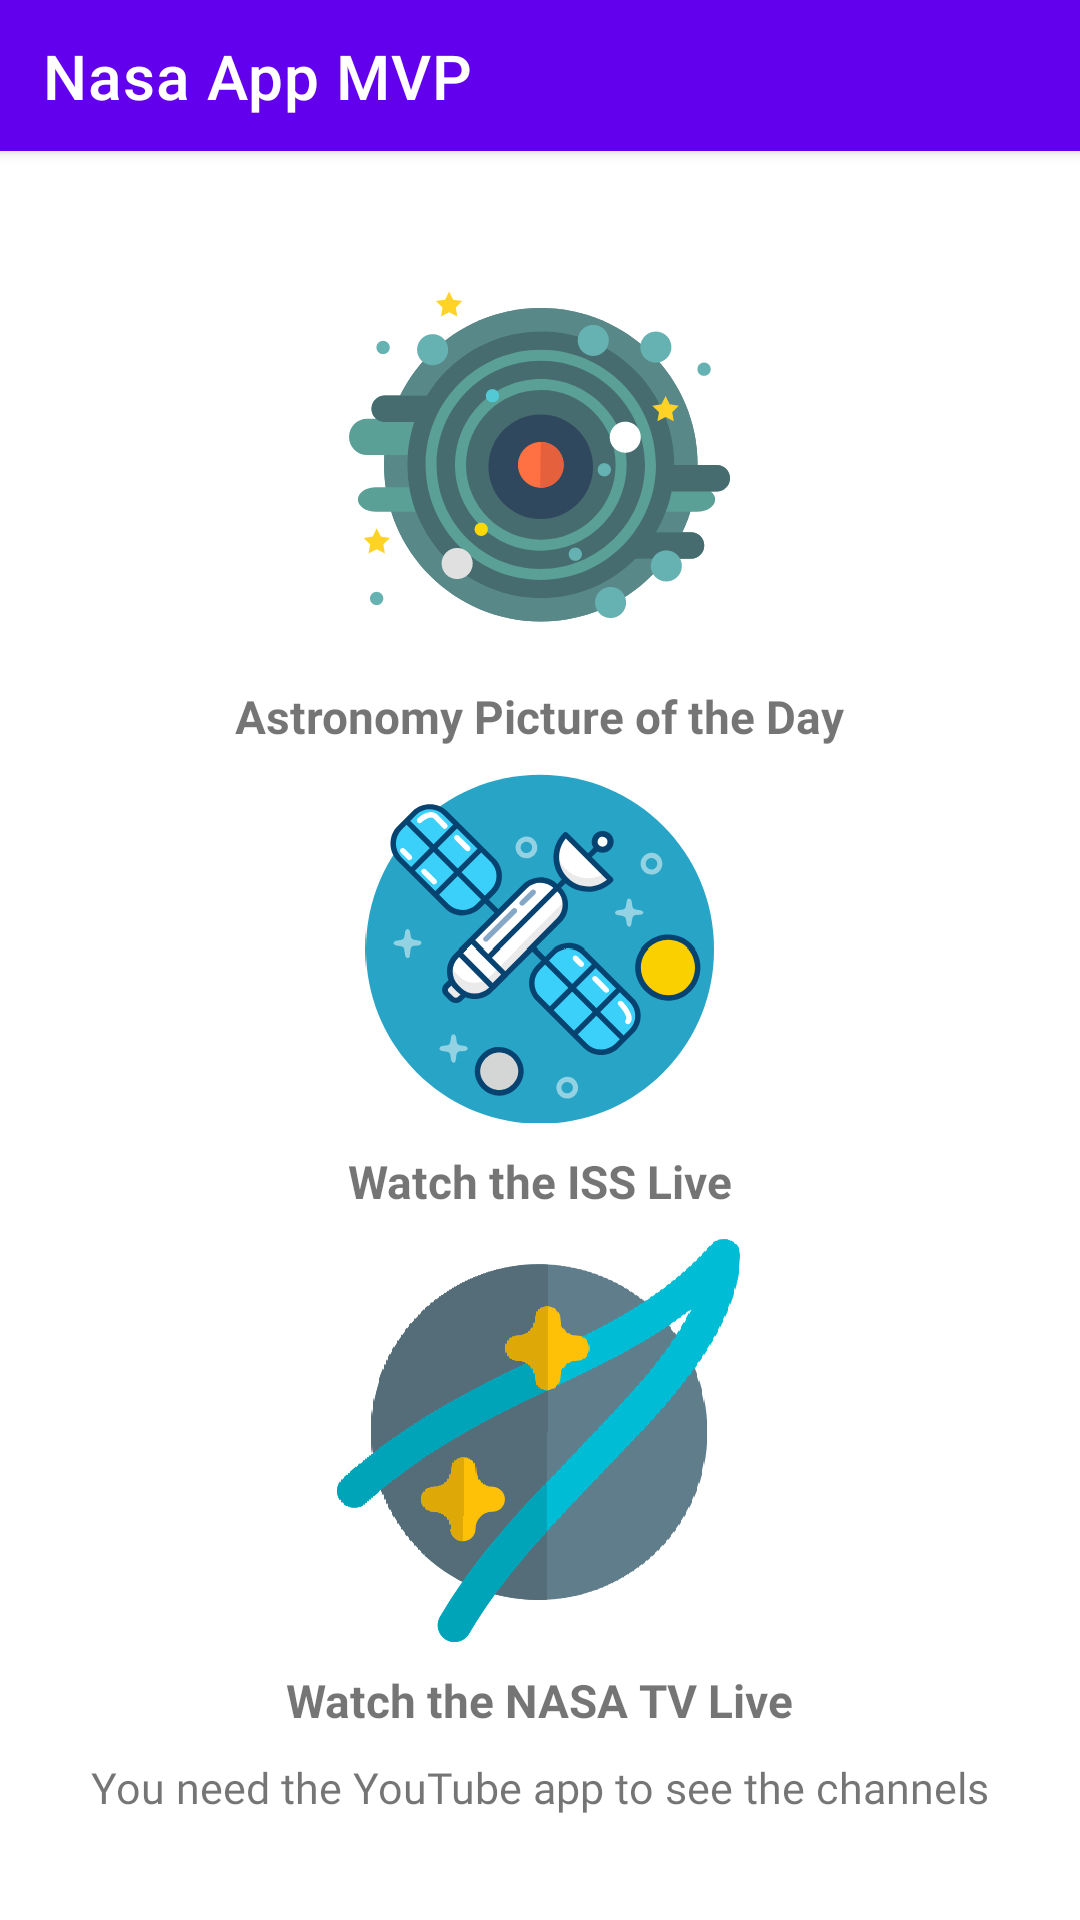 Nasa App MVP
Astronomy Picture of the Day
Watch the ISS Live
Watch the NASA TV Live
You need the YouTube app to see the channels